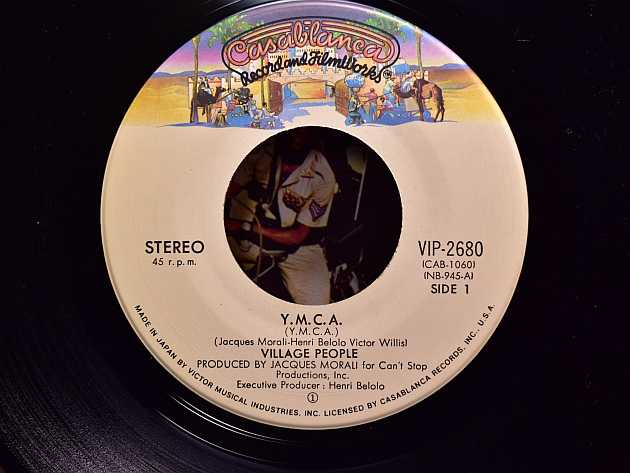 Casablanca
Record and FilmWorks
STEREO
45 r.p.m.
VIP-2680
(CAB-1060)
(NB-945-A)
SIDE 1
Y.M.C.A.
(Y.M.C.A.)
(Jacques Morali-Henri Belolo Victor Willis)
VILLAGE PEOPLE
PRODUCED BY JACQUES MORALI for Can't Stop
Productions, Inc.
Executive Producer : Henri Belolo
①
MADE IN JAPAN BY VICTOR MUSICAL INDUSTRIES, INC. LICENSED BY CASABLANCA RECORDS, INC., U.S.A.